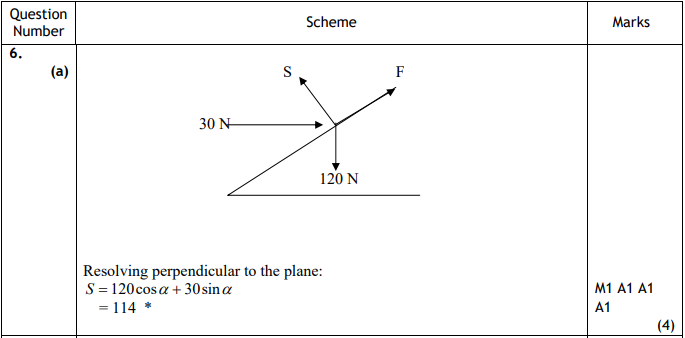 Question Number
Scheme
Marks
6.
(a)
S
F
30 N
120 N
Resolving perpendicular to the plane:
S = 120cos α + 30sin α
= 114 *
M1 A1 A1
A1
(4)